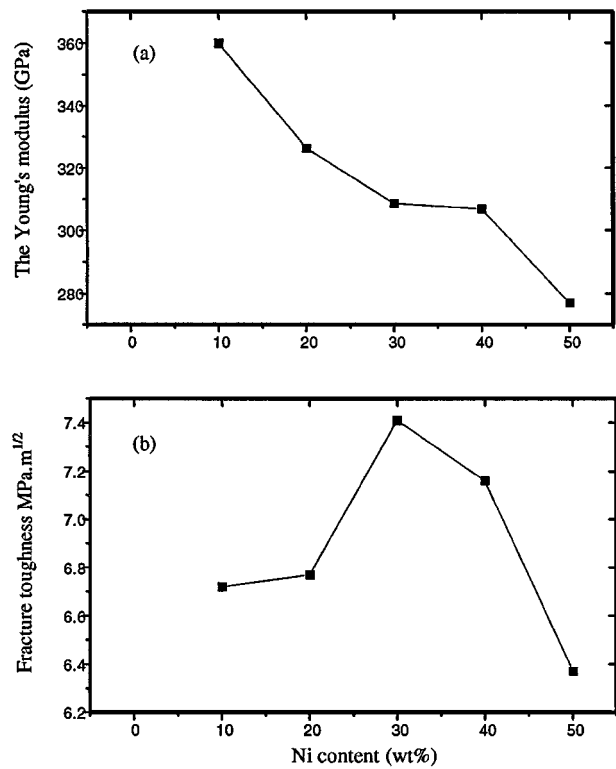 The Young's modulus (GPa)
(a)
360
340
320
300
280
0 10 20 30 40 50
Fracture toughness MPa.m1/2
(b)
7.4
7.2
7.0
6.8
6.6
6.4
6.2
0 10 20 30 40 50
Ni content (wt%)